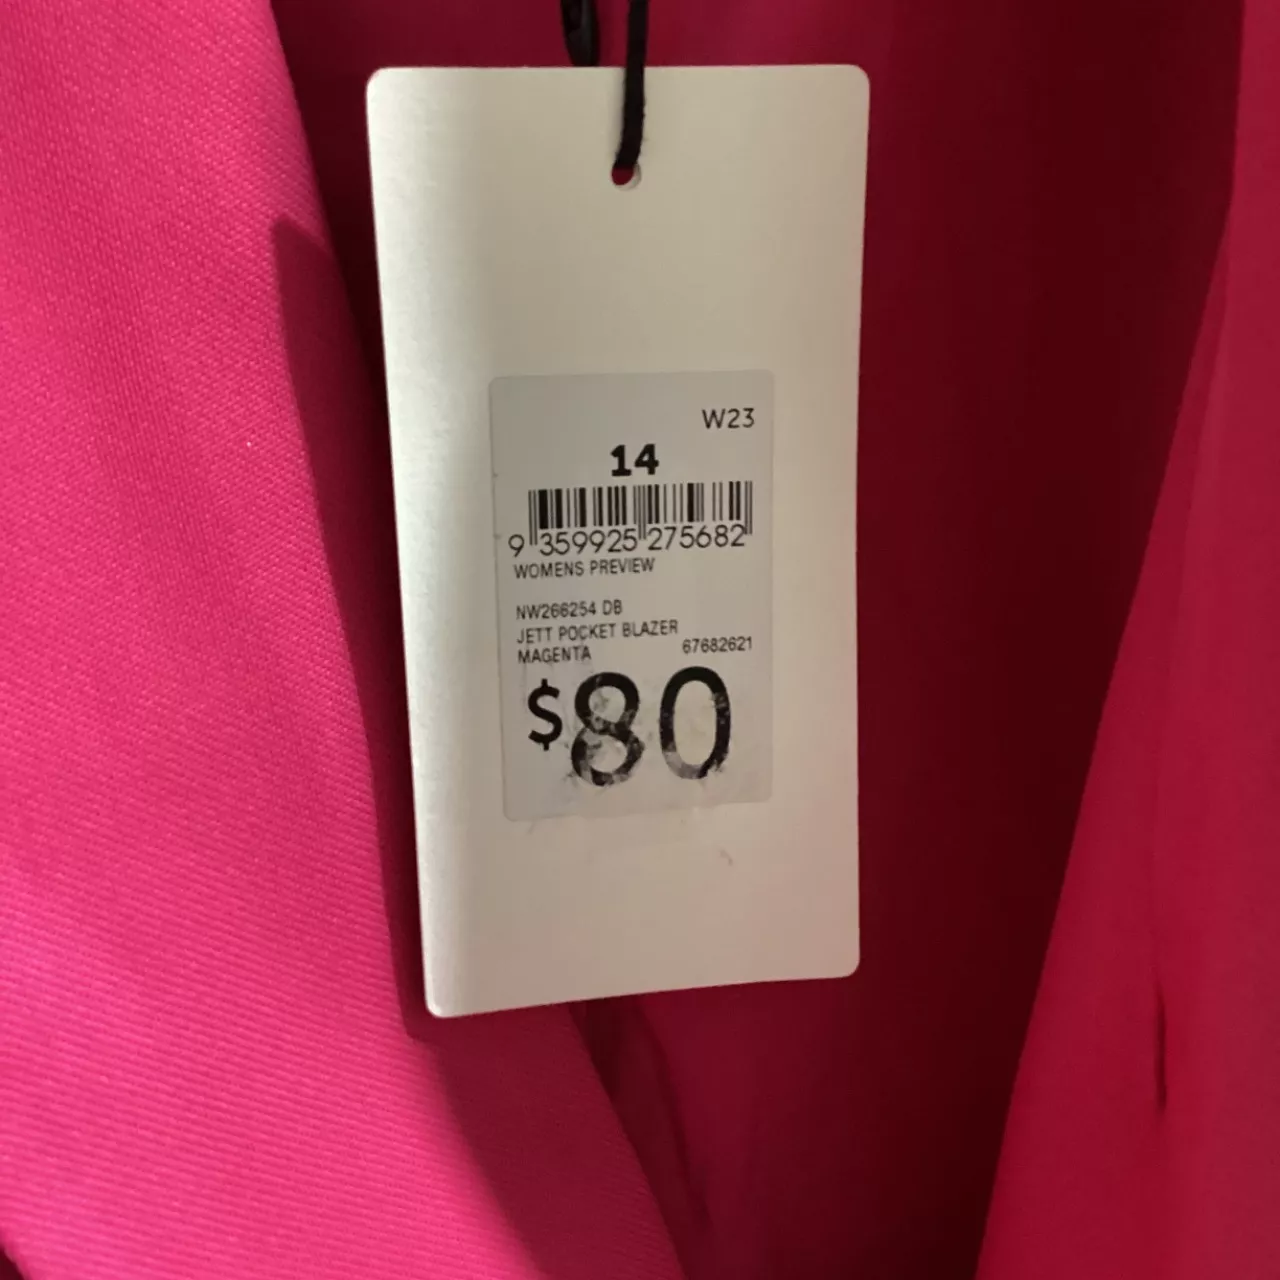 W23
14
9 359925 275682
WOMENS PREVIEW
NW266254 DB
JETT POCKET BLAZER
MAGENTA 67682621
$80